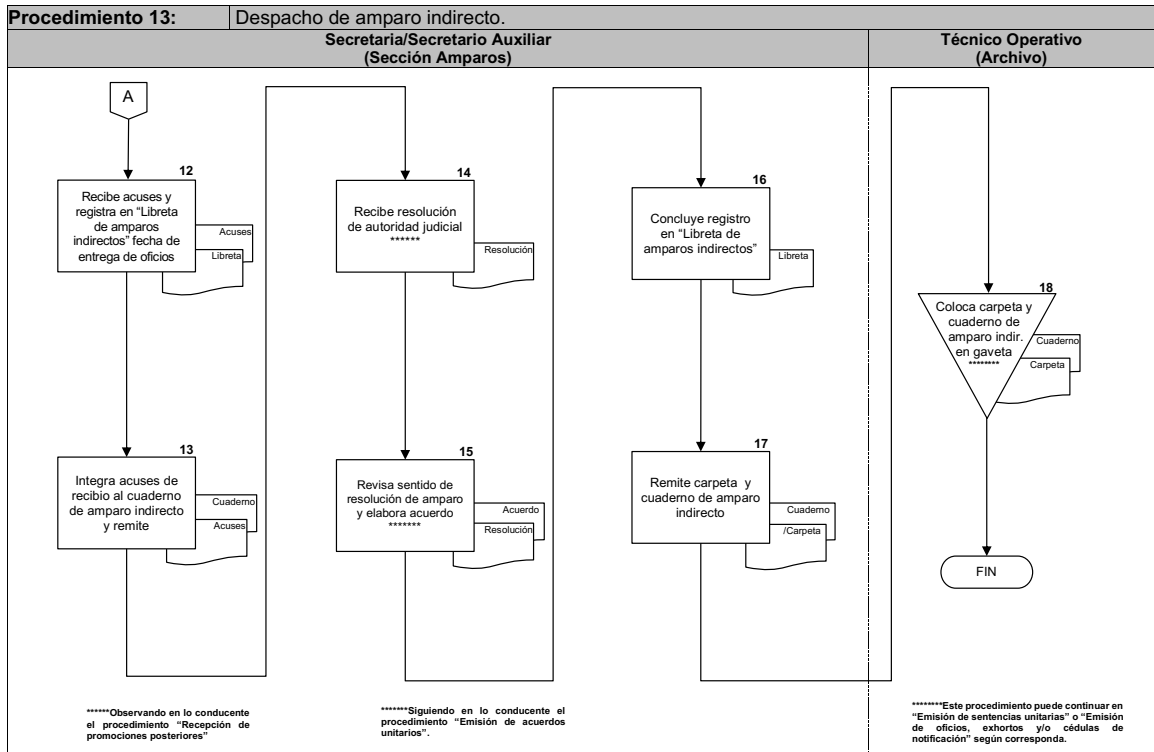 Procedimiento 13: Despacho de amparo indirecto.
Secretaria/Secretario Auxiliar
(Sección Amparos)
Técnico Operativo
(Archivo)
A
12
Recibe acuses y
registra en “Libreta
de amparos
indirectos” fecha de
entrega de oficios
Acuses
Libreta
13
Integra acuses de
recibio al cuaderno
de amparo indirecto
y remite
Cuaderno
Acuses
14
Recibe resolución
de autoridad judicial
******
Resolución
15
Revisa sentido de
resolución de amparo
y elabora acuerdo
*******
Acuerdo
Resolución
16
Concluye registro
en “Libreta de
amparos indirectos”
Libreta
17
Remite carpeta y
cuaderno de amparo
indirecto
Cuaderno
/Carpeta
18
Coloca carpeta y
cuaderno de
amparo indir.
en gaveta
********
Cuaderno
Carpeta
FIN
******Observando en lo conducente
el procedimiento “Recepción de
promociones posteriores”
*******Siguiendo en lo conducente el
procedimiento “Emisión de acuerdos
unitarios”.
********Este procedimiento puede continuar en
“Emisión de sentencias unitarias” o “Emisión
de oficios, exhortos y/o cédulas de
notificación” según corresponda.